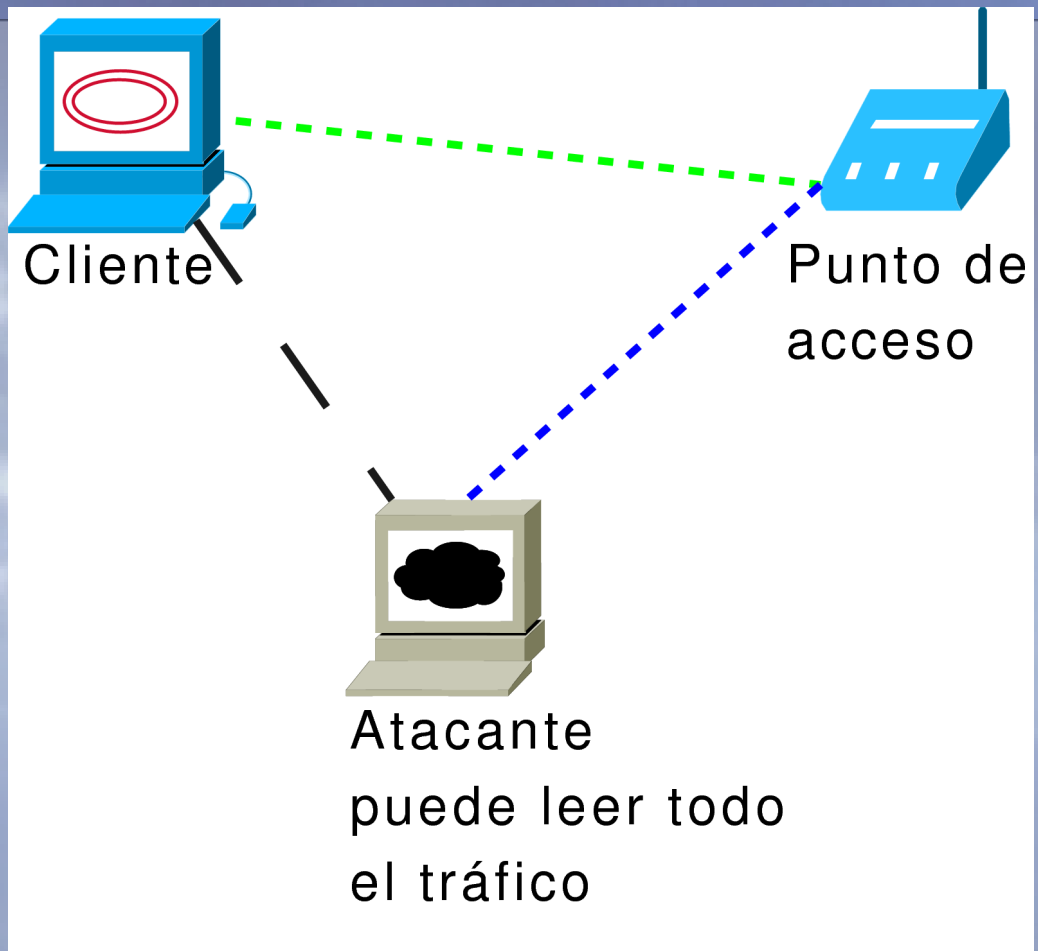 Cliente
Punto de
acceso
Atacante
puede leer todo
el tráfico